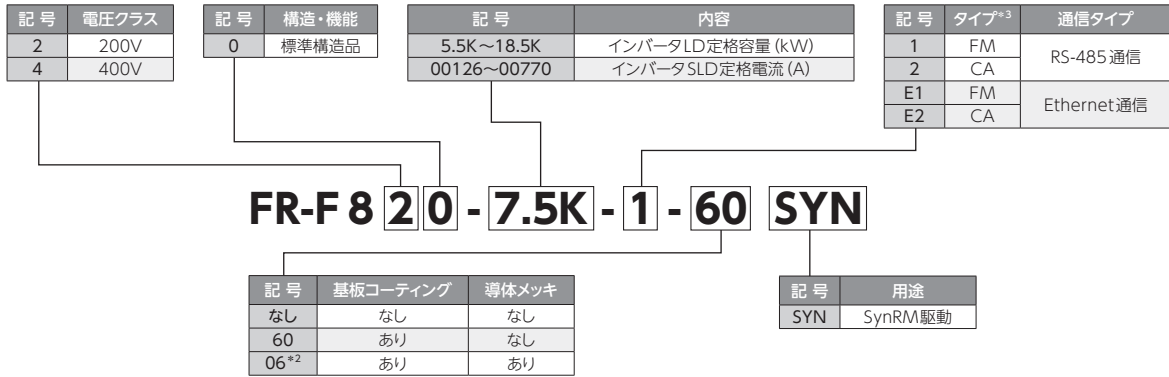 記 号 電圧クラス
2 200V
4 400V
記 号 構造・機能
0 標準構造品
記 号 内容
5.5K～18.5K インバータLD定格容量（kW）
00126～00770 インバータSLD定格電流（A）
記 号 タイプ*3 通信タイプ
1 FM RS-485通信
2 CA
E1 FM Ethernet通信
E2 CA
FR-F 8 2 0 - 7.5K - 1 - 60 SYN
記 号 基板コーティング 導体メッキ
なし なし なし
60 あり なし
06*2 あり あり
記 号 用途
SYN SynRM駆動